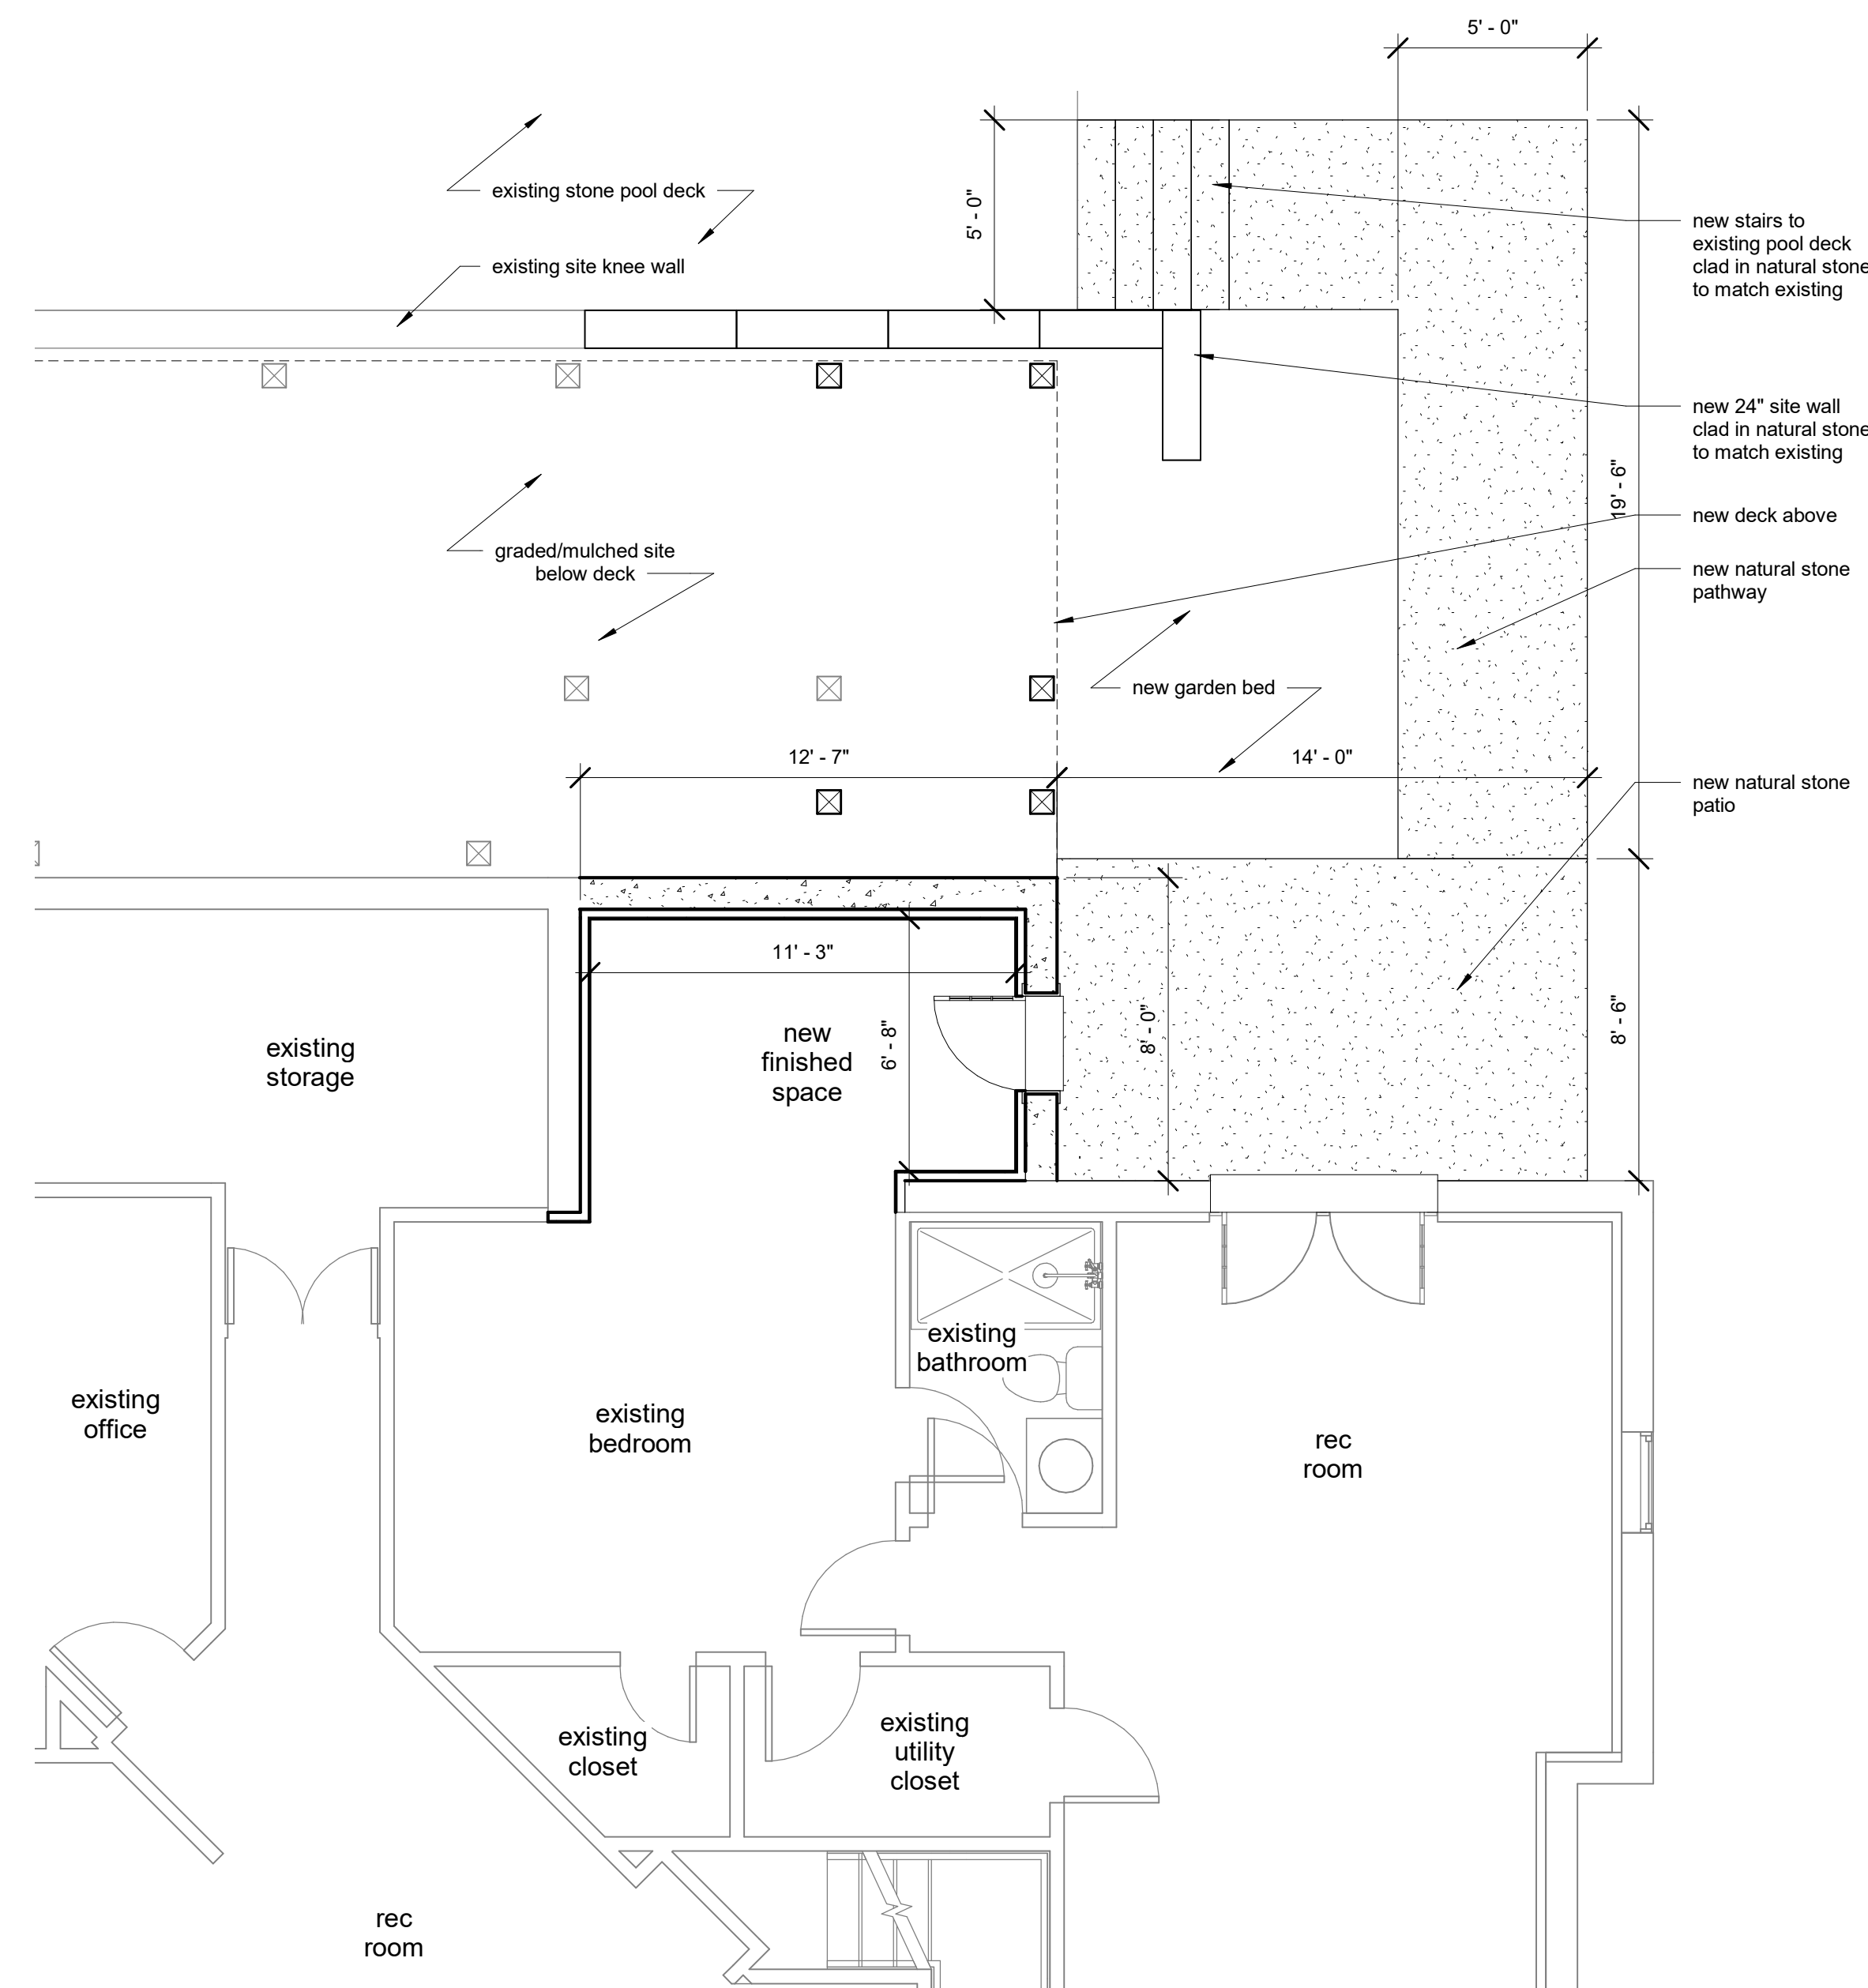 5' - 0"
5' - 0"
existing stone pool deck
existing site knee wall
new stairs to
existing pool deck
clad in natural stone
to match existing
new 24" site wall
clad in natural stone
to match existing
19' - 6"
new deck above
graded/mulched site
below deck
new natural stone
pathway
new garden bed
12' - 7"
14' - 0"
new natural stone
patio
11' - 3"
new
finished
space
6' - 8"
8' - 0"
8' - 6"
existing
storage
existing
bathroom
existing
office
existing
bedroom
rec
room
existing
closet
existing
utility
closet
rec
room